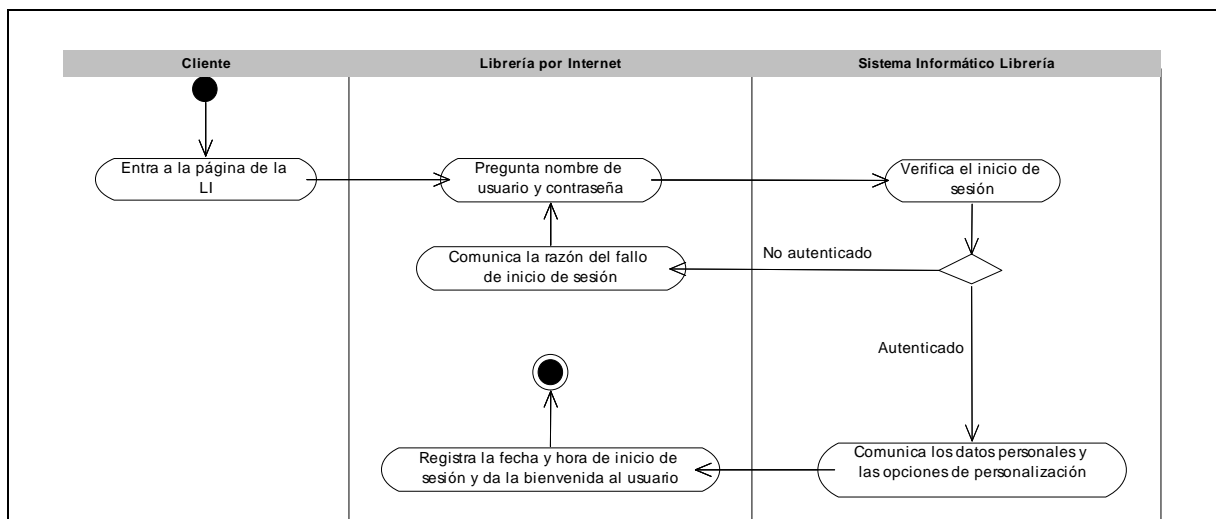 Cliente
Librería por Internet
Sistema Informático Librería
Entra a la página de la
LI
Pregunta nombre de
usuario y contraseña
Verifica el inicio de
sesión
Comunica la razón del fallo
de inicio de sesión
No autenticado
Autenticado
Registra la fecha y hora de inicio de
sesión y da la bienvenida al usuario
Comunica los datos personales y
las opciones de personalización